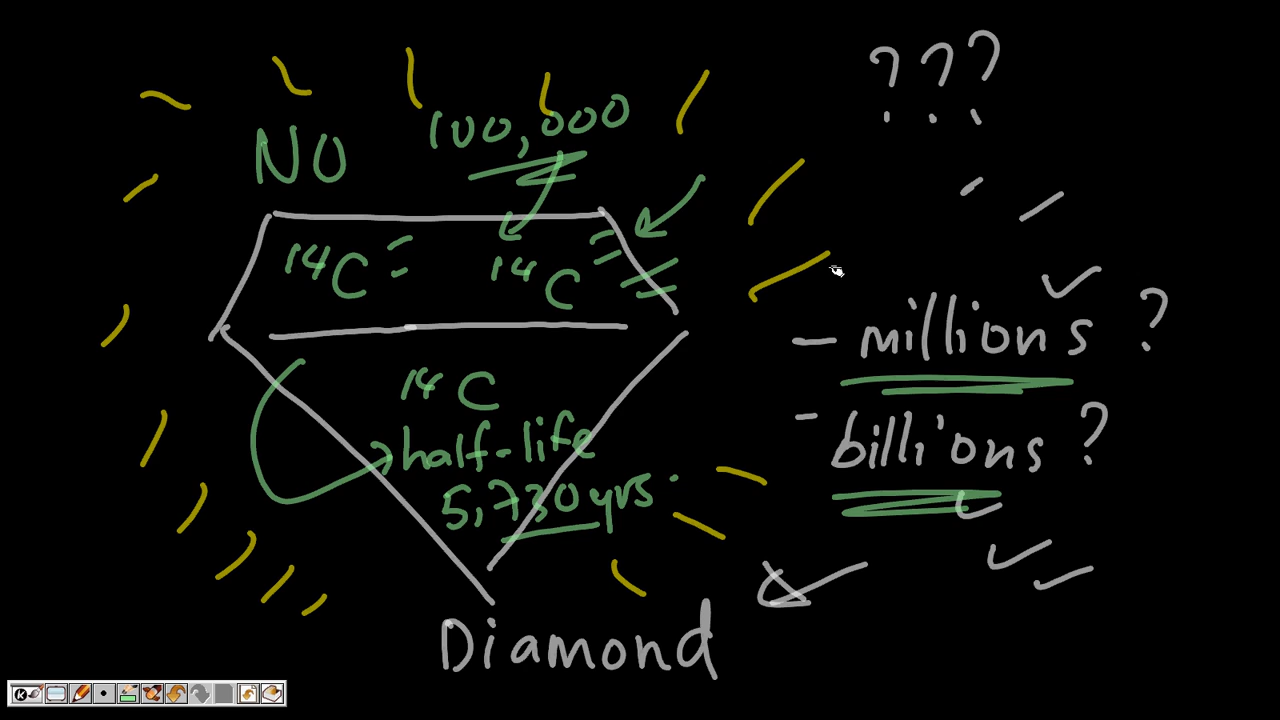 ???
NO 100,000
¹⁴C = ¹⁴C =
- millions ?
¹⁴C
half-life
- billions ?
5,730 yrs.
Diamond